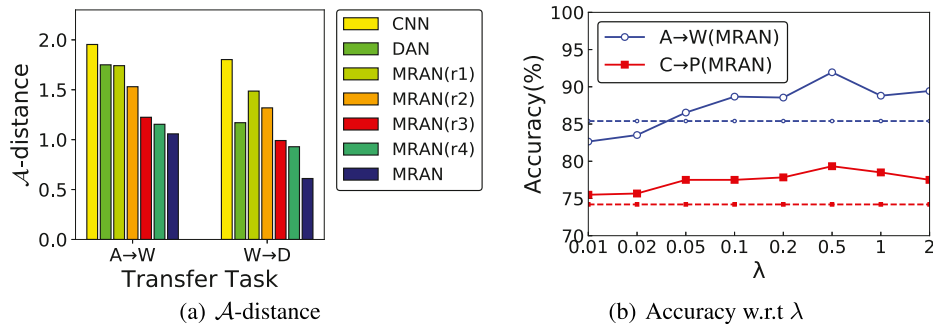 2.0
1.5
1.0
0.5
0.0
𝒜-distance
A→W
W→D
Transfer Task
CNN
DAN
MRAN(r1)
MRAN(r2)
MRAN(r3)
MRAN(r4)
MRAN
(a) 𝒜-distance
100
95
90
85
80
75
70
Accuracy(%)
A→W(MRAN)
C→P(MRAN)
0.01 0.02 0.05 0.1 0.2 0.5 1 2
λ
(b) Accuracy w.r.t λ